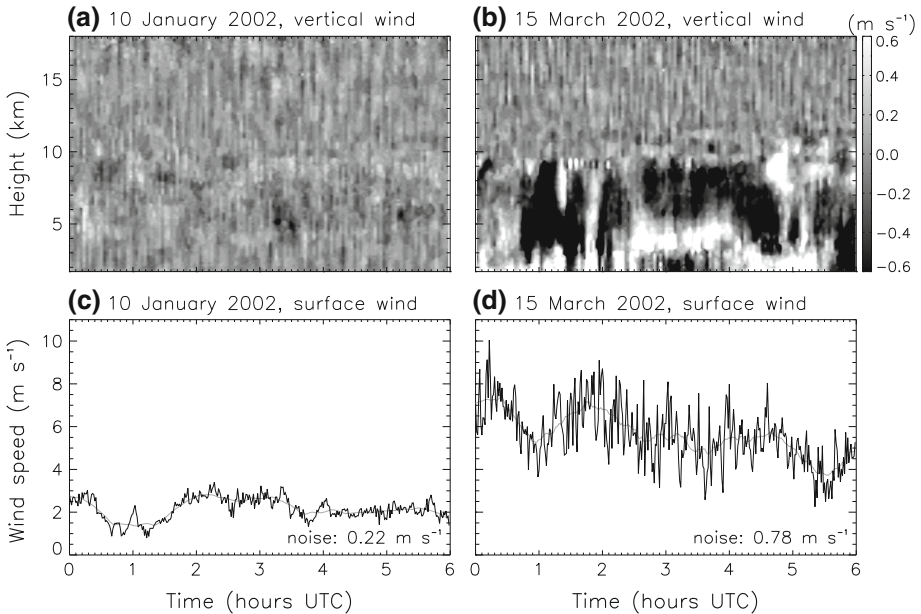 (a) 10 January 2002, vertical wind
(b) 15 March 2002, vertical wind
(m s⁻¹)
Height (km)
15
10
5
0.6
0.4
0.2
0.0
−0.2
−0.4
−0.6
(c) 10 January 2002, surface wind
(d) 15 March 2002, surface wind
Wind speed (m s⁻¹)
10
8
6
4
2
0
noise: 0.22 m s⁻¹
noise: 0.78 m s⁻¹
0 1 2 3 4 5 6
0 1 2 3 4 5 6
Time (hours UTC)
Time (hours UTC)